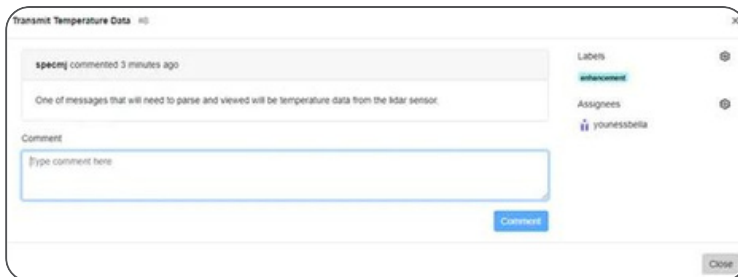 Transmit Temperature Data #8
specmj commented 3 minutes ago
One of messages that will need to parse and viewed will be temperature data from the lidar sensor.
Comment
Type comment here
Comment
Labels
enhancement
Assignees
younessbella
Close